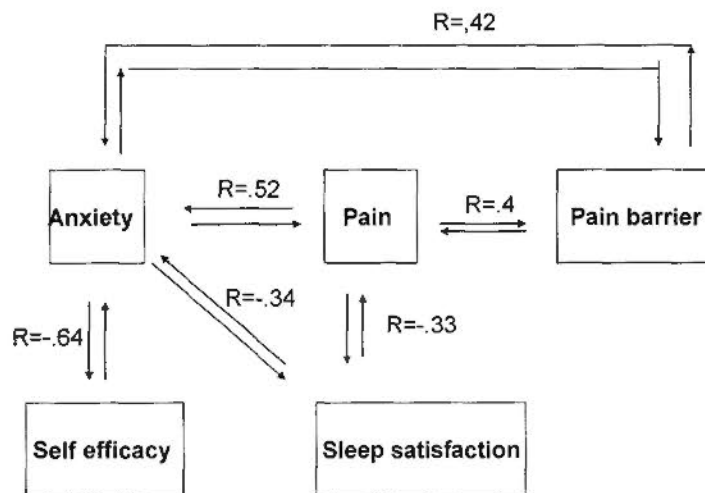 R=,42
R=.52
R=.4
Anxiety
Pain
Pain barrier
R=-.34
R=-.33
R=-.64
Self efficacy
Sleep satisfaction